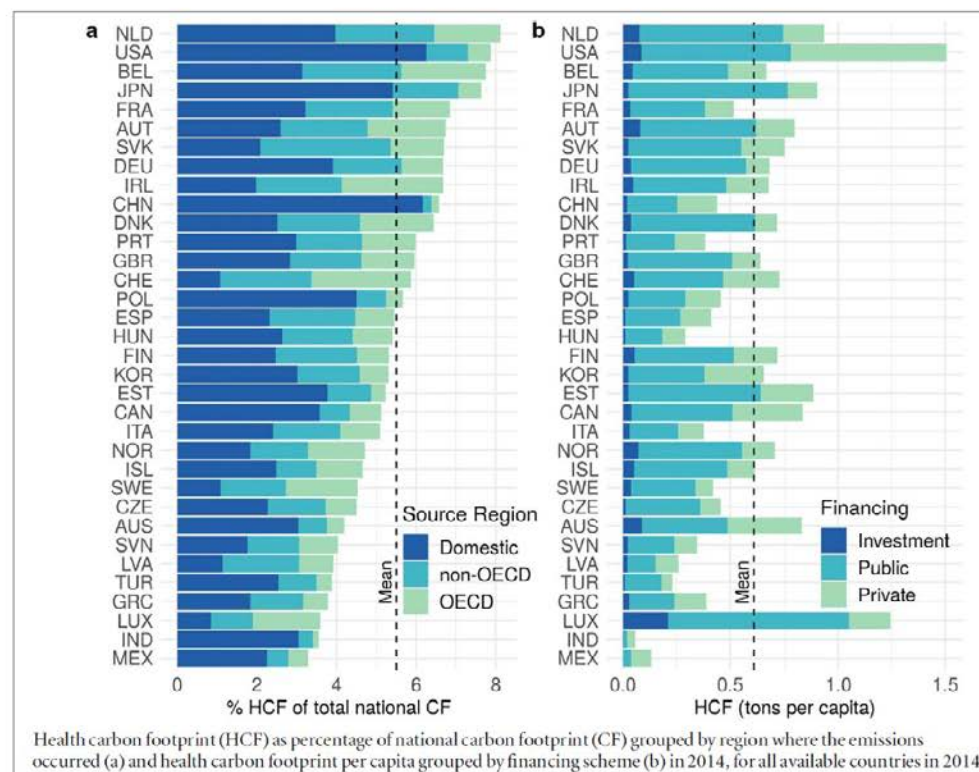 a
b
NLD
USA
BEL
JPN
FRA
AUT
SVK
DEU
IRL
CHN
DNK
PRT
GBR
CHE
POL
ESP
HUN
FIN
KOR
EST
CAN
ITA
NOR
ISL
SWE
CZE
AUS
SVN
LVA
TUR
GRC
LUX
IND
MEX
Mean
Source Region
Domestic
non-OECD
OECD
0 2 4 6 8
% HCF of total national CF
NLD
USA
BEL
JPN
FRA
AUT
SVK
DEU
IRL
CHN
DNK
PRT
GBR
CHE
POL
ESP
HUN
FIN
KOR
EST
CAN
ITA
NOR
ISL
SWE
CZE
AUS
SVN
LVA
TUR
GRC
LUX
IND
MEX
Mean
Financing
Investment
Public
Private
0.0 0.5 1.0 1.5
HCF (tons per capita)
Health carbon footprint (HCF) as percentage of national carbon footprint (CF) grouped by region where the emissions
occurred (a) and health carbon footprint per capita grouped by financing scheme (b) in 2014, for all available countries in 2014